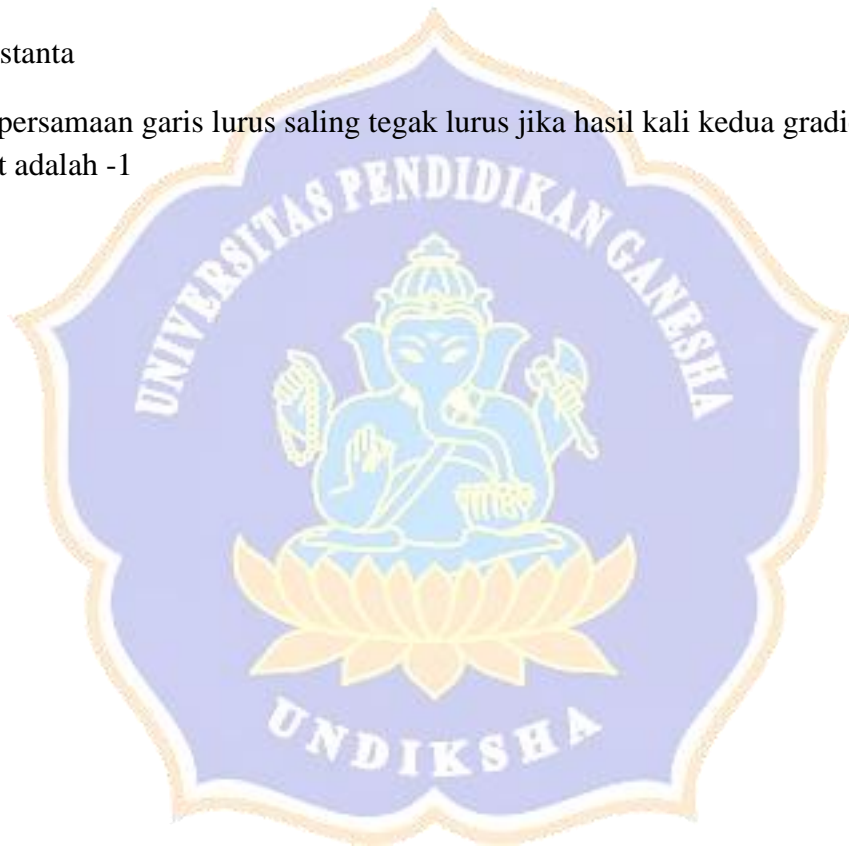 stanta
persamaan garis lurus saling tegak lurus jika hasil kali kedua gradi
t adalah -1
UNIVERSITAS PENDIDIKAN GANESHA
UNDIKSHA